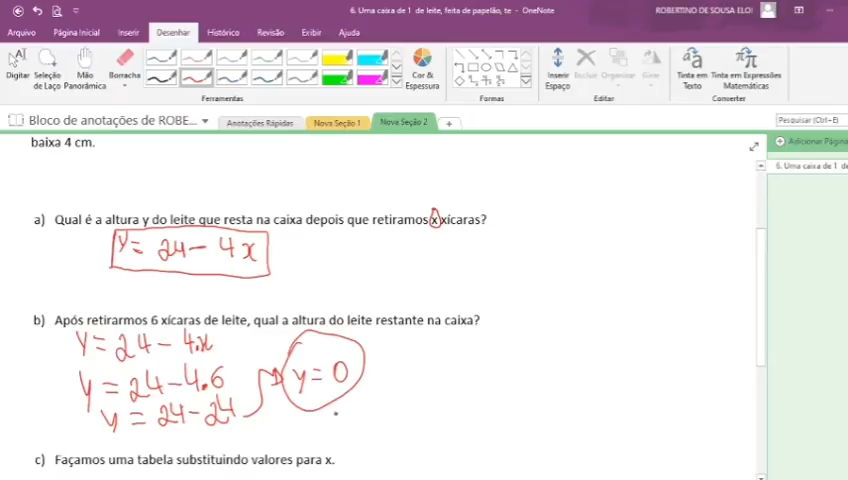 6. Uma caixa de 1 de leite, feita de papelão, te - OneNote
ROBERTINO DE SOUSA ELOI
Arquivo Página Inicial Inserir Desenhar Histórico Revisão Exibir Ajuda
Digitar Seleção de Laço Mão Panorâmica Borracha Cor & Espessura Inserir Espaço Excluir Organizar Girar Tinta em Texto Tinta em Expressões Matemáticas
Ferramentas Formas Editar Converter
Bloco de anotações de ROBE... Anotações Rápidas Nova Seção 1 Nova Seção 2 + Pesquisar (Ctrl+E)
Adicionar Página
6. Uma caixa de
baixa 4 cm.
a) Qual é a altura y do leite que resta na caixa depois que retiramos x xícaras?
y = 24 - 4x
b) Após retirarmos 6 xícaras de leite, qual a altura do leite restante na caixa?
y = 24 - 4.x
y = 24 - 4.6
y = 24 - 24
y = 0
c) Façamos uma tabela substituindo valores para x.